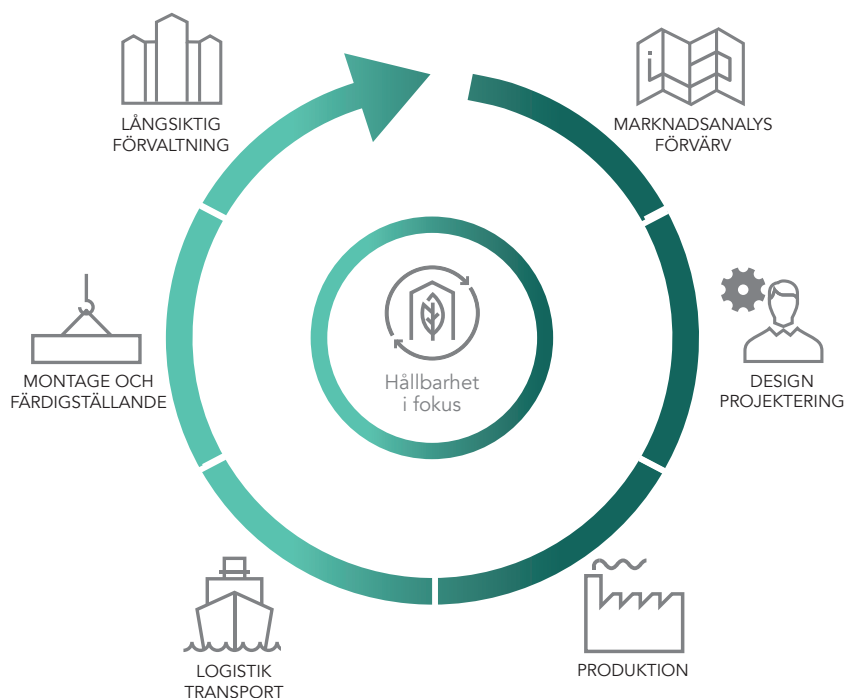 MARKNADSANALYS
FÖRVÄRV
DESIGN
PROJEKTERING
PRODUKTION
LOGISTIK
TRANSPORT
MONTAGE OCH
FÄRDIGSTÄLLANDE
LÅNGSIKTIG
FÖRVALTNING
Hållbarhet
i fokus